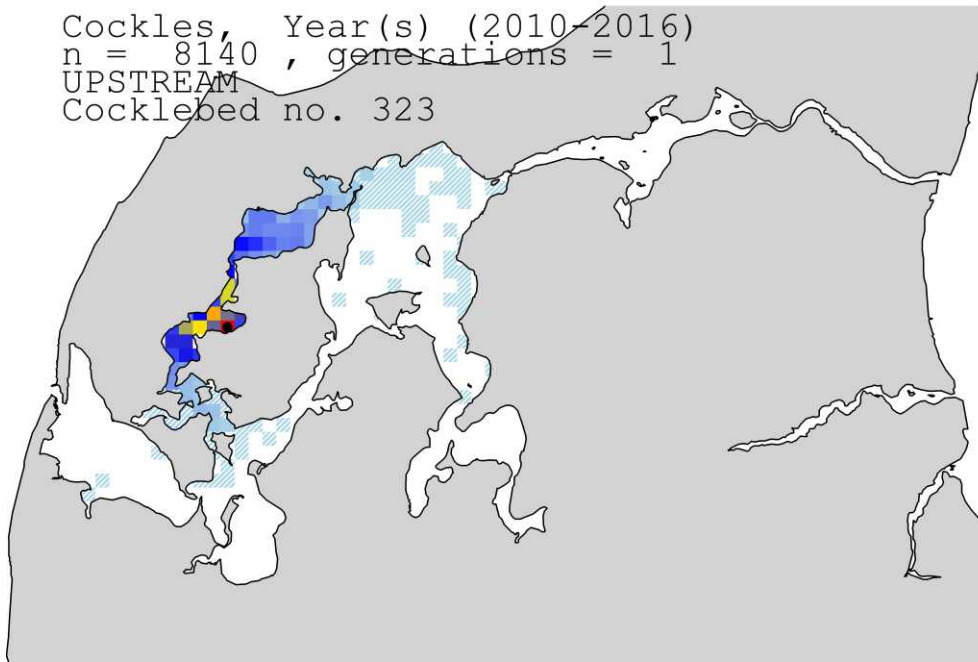 Cockles, Year(s) (2010-2016)
n = 8140 , generations = 1
UPSTREAM
Cocklebed no. 323